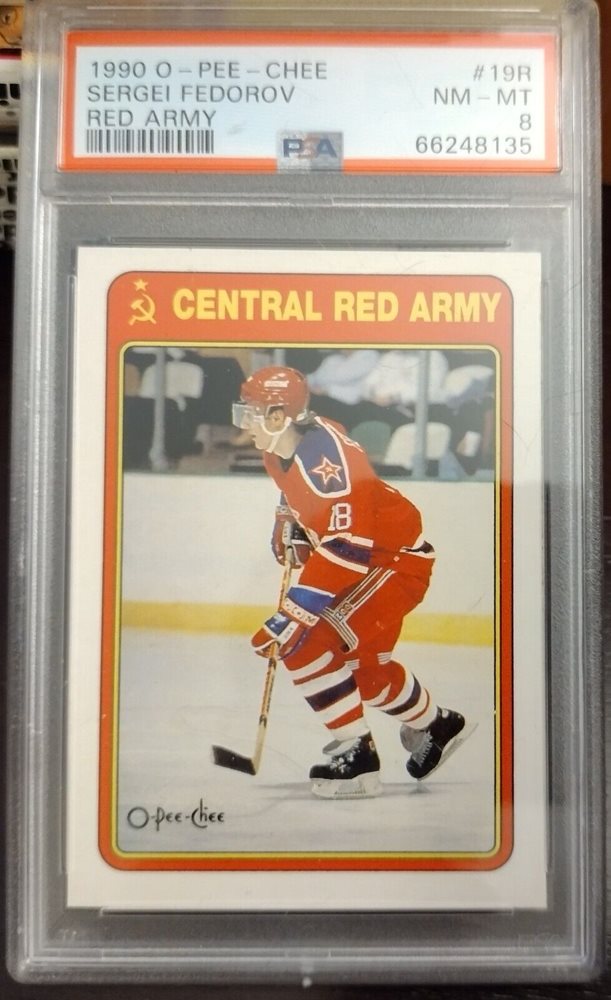 1990 O-PEE-CHEE #19R
SERGEI FEDOROV NM-MT
RED ARMY 8
PSA 66248135
CENTRAL RED ARMY
18
O-Pee-Chee